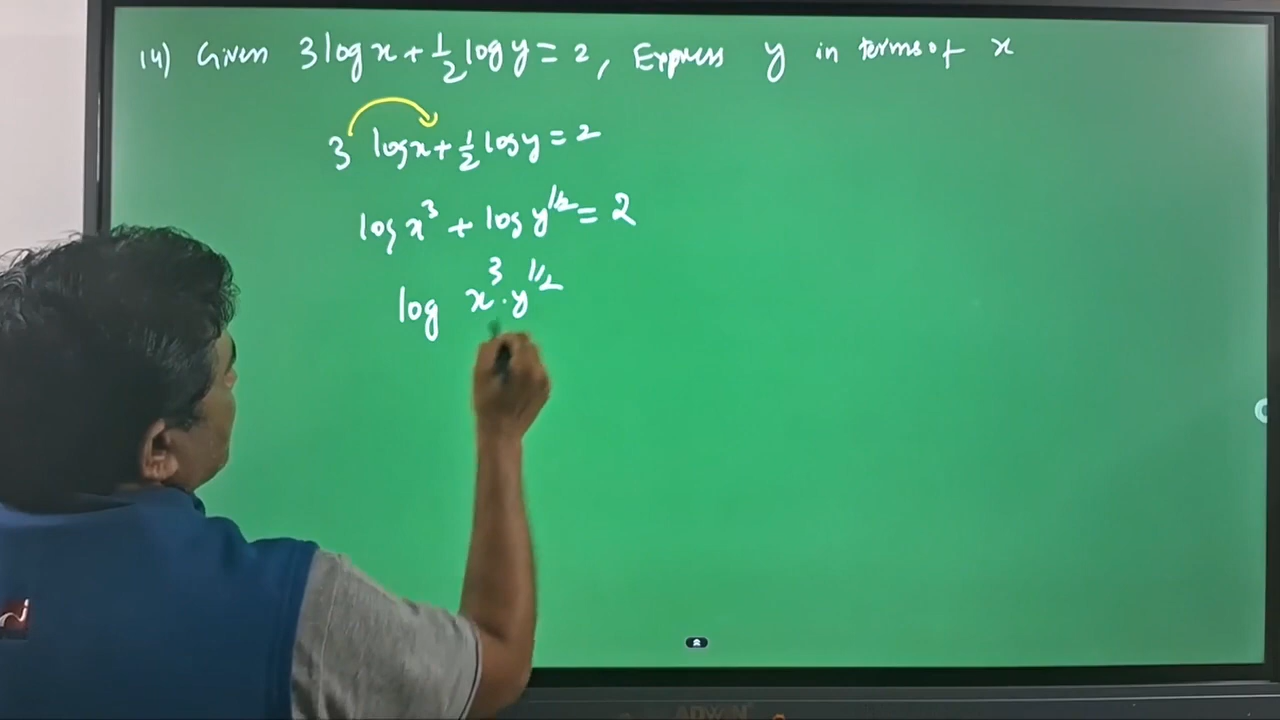 14) Given 3 log x + 1/2 log y = 2, Express y in terms of x
3 log x + 1/2 log y = 2
log x³ + log y^1/2 = 2
log x³ · y^1/2